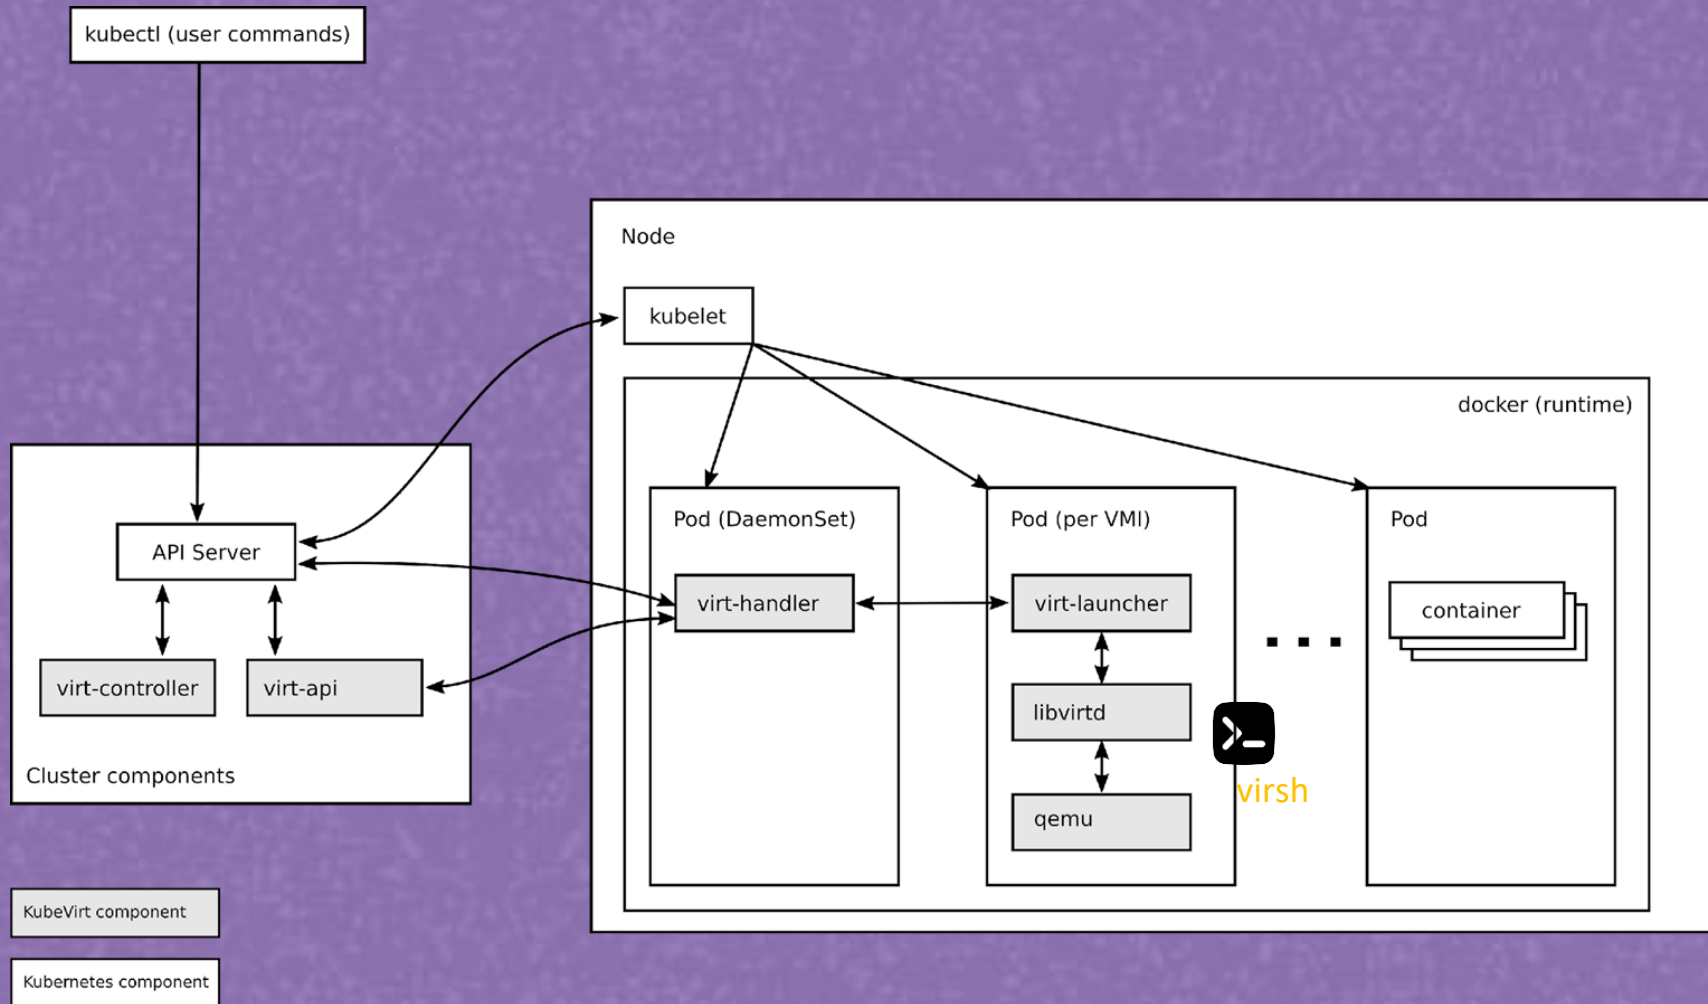 kubectl (user commands)
Node
kubelet
docker (runtime)
Pod (DaemonSet)
Pod (per VMI)
Pod
API Server
virt-handler
virt-launcher
container
virt-controller
virt-api
libvirtd
Cluster components
virsh
qemu
KubeVirt component
Kubernetes component